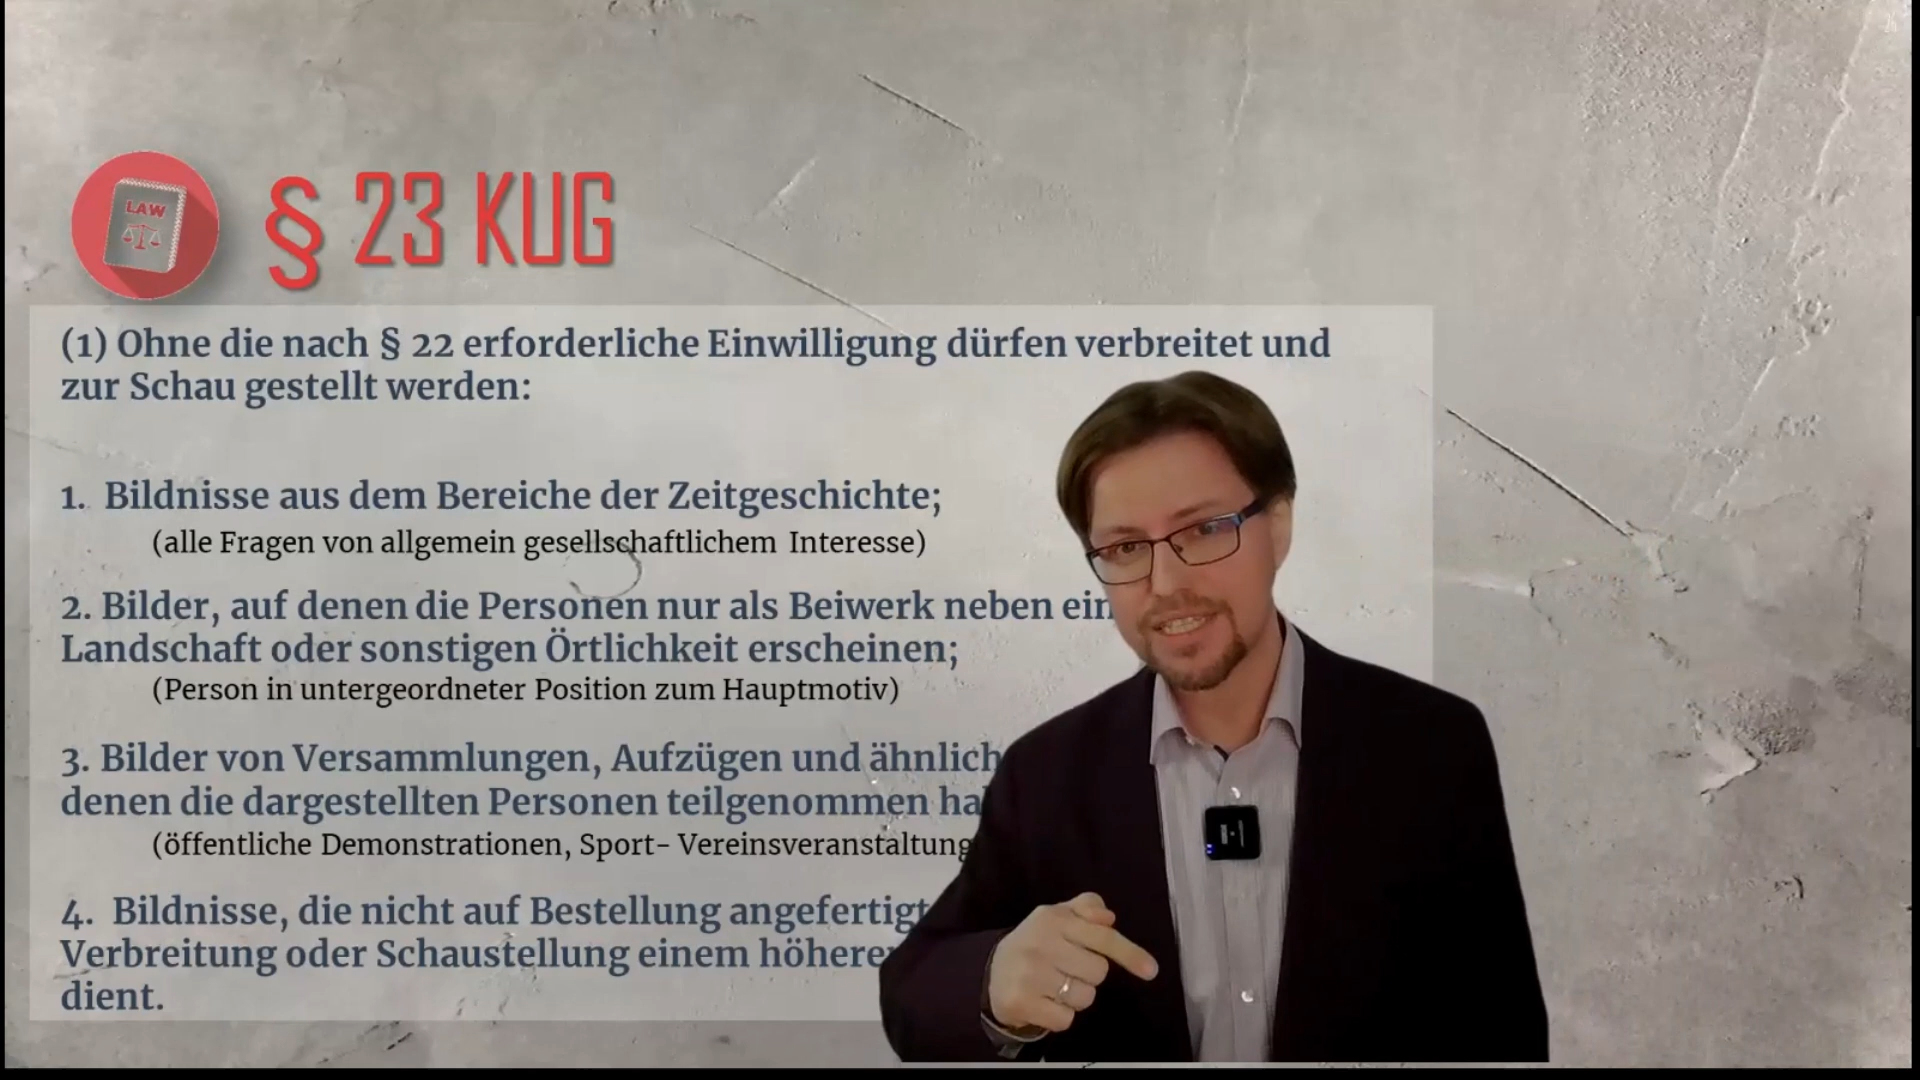 LAW
§ 23 KUG
(1) Ohne die nach § 22 erforderliche Einwilligung dürfen verbreitet und
zur Schau gestellt werden:
1. Bildnisse aus dem Bereiche der Zeitgeschichte;
(alle Fragen von allgemein gesellschaftlichem Interesse)
2. Bilder, auf denen die Personen nur als Beiwerk neben
Landschaft oder sonstigen Örtlichkeit erscheinen;
(Person in untergeordneter Position zum Hauptmotiv)
3. Bilder von Versammlungen, Aufzügen und
denen die dargestellten Personen teilgenommen
(öffentliche Demonstrationen, Sport- Vereinsveranstaltung
4. Bildnisse, die nicht auf Bestellung angefertigt
Verbreitung oder Schaustellung einem
dient.